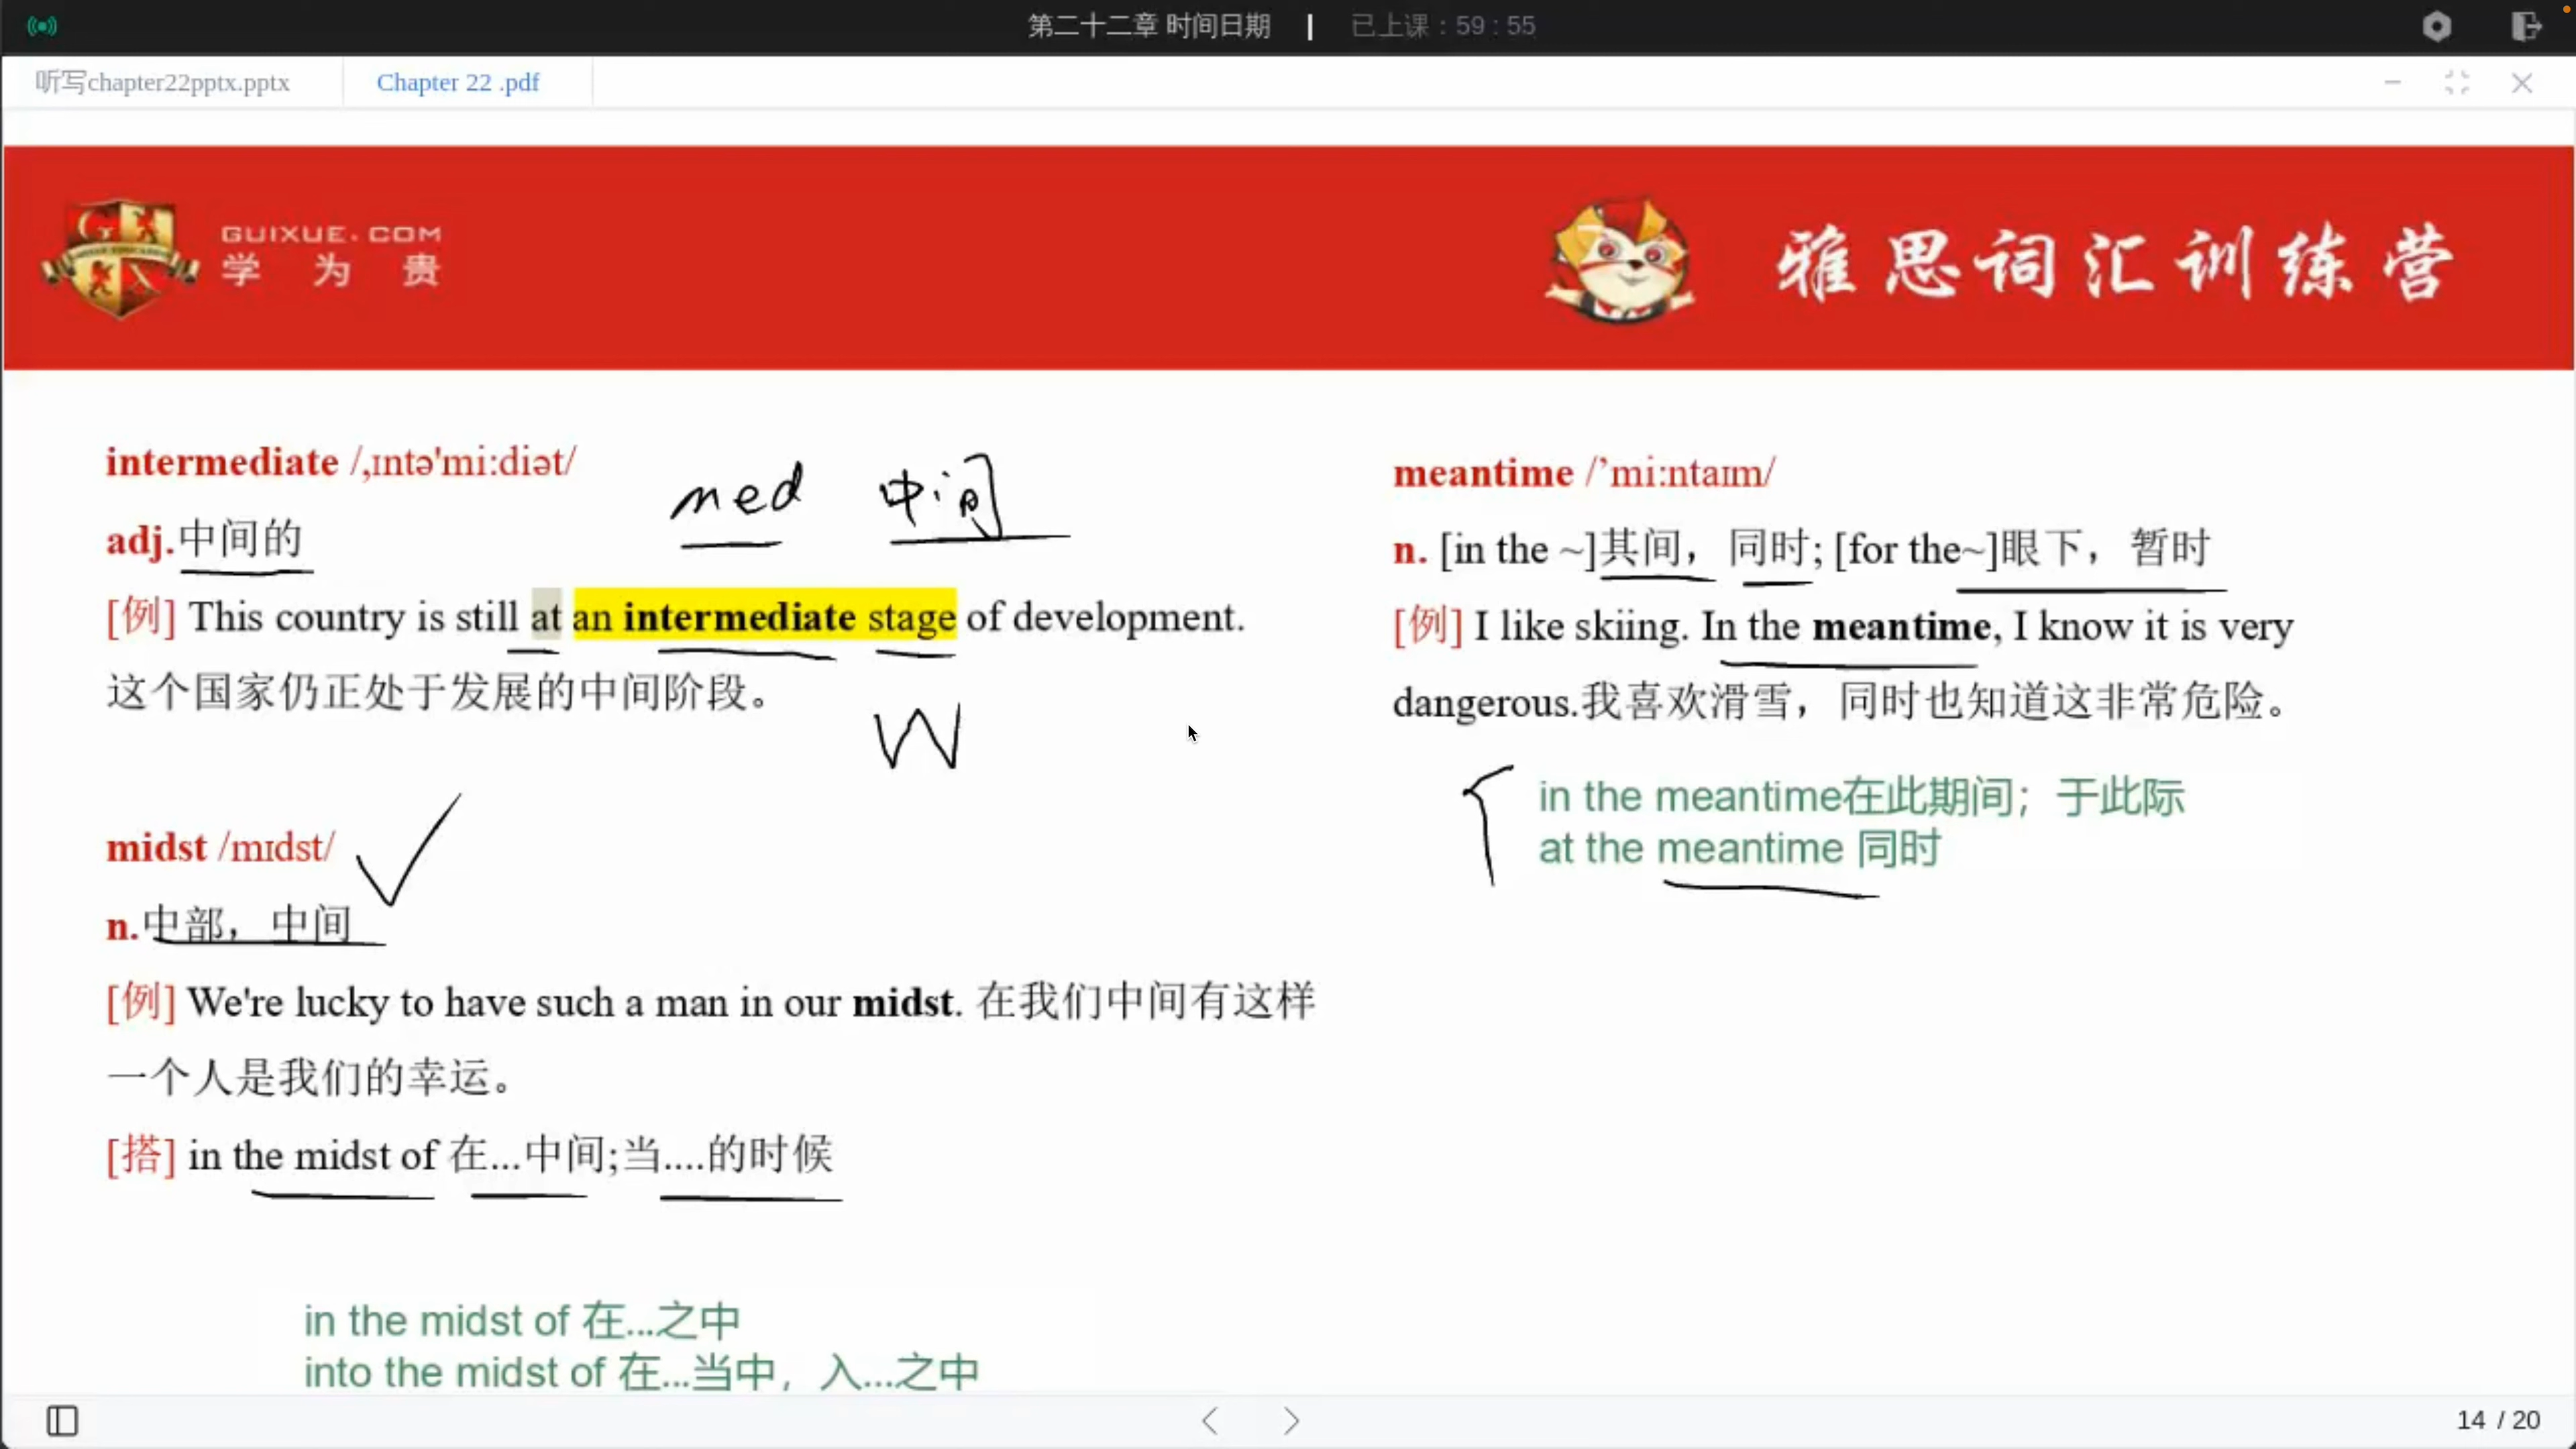 第二十二章 时间日期 | 已上课：59 : 55
听写chapter22pptx.pptx
Chapter 22 .pdf
GUIXUE.COM
学为贵
雅思词汇训练营
intermediate /,ɪntə'mi:diət/
med 中间
adj.中间的
[例] This country is still at an intermediate stage of development.
这个国家仍正处于发展的中间阶段。
W
midst /mɪdst/
n.中部，中间
[例] We're lucky to have such a man in our midst. 在我们中间有这样
一个人是我们的幸运。
[搭] in the midst of 在...中间;当....的时候
in the midst of 在...之中
into the midst of 在...当中，入...之中
meantime /’mi:ntaɪm/
n. [in the ~]其间，同时; [for the~]眼下，暂时
[例] I like skiing. In the meantime, I know it is very
dangerous.我喜欢滑雪，同时也知道这非常危险。
in the meantime在此期间；于此际
at the meantime 同时
14 / 20